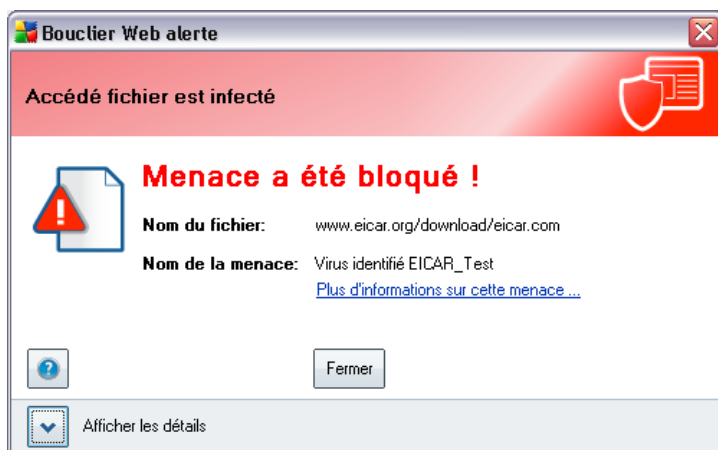 Bouclier Web alerte
Accédé fichier est infecté
Menace a été bloqué !
Nom du fichier: www.eicar.org/download/eicar.com
Nom de la menace: Virus identifié EICAR_Test
Plus d'informations sur cette menace ...
Fermer
Afficher les détails